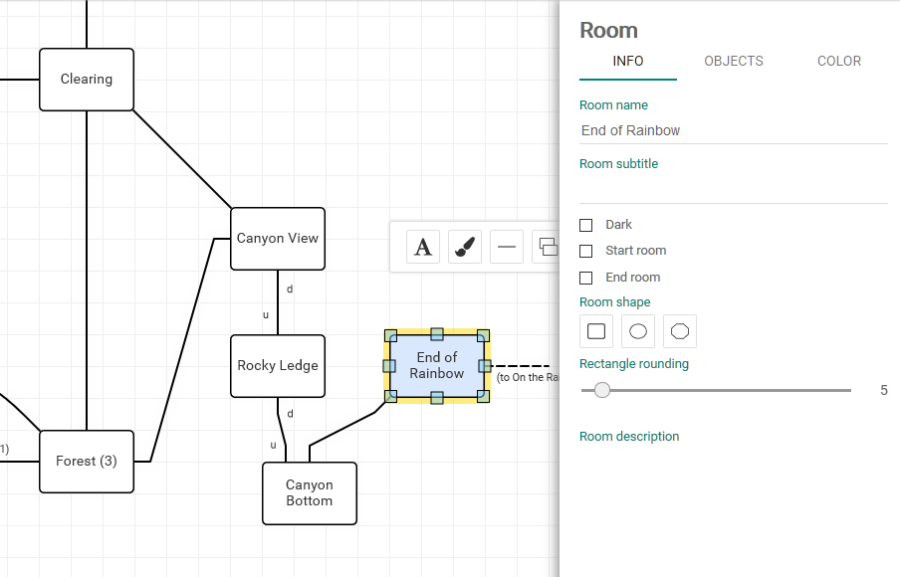 Clearing
Canyon View
d
u
Rocky Ledge
d
u
End of
Rainbow
(to On the Ra
1)
Forest (3)
Canyon
Bottom
A
Room
INFO OBJECTS COLOR
Room name
End of Rainbow
Room subtitle
Dark
Start room
End room
Room shape
Rectangle rounding
5
Room description